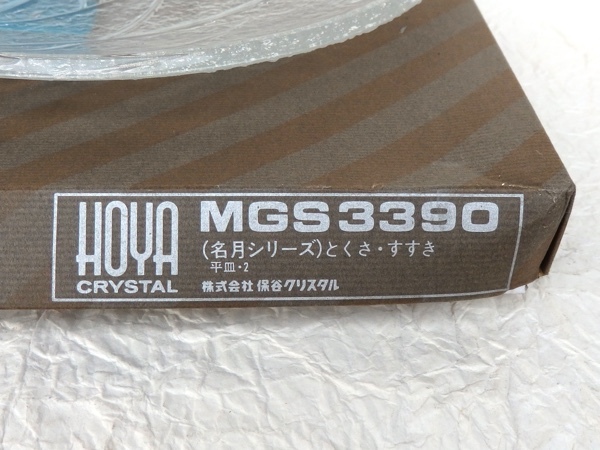 HOYA
CRYSTAL
MGS3390
(名月シリーズ)とくさ・すすき
平皿・2
株式会社 保谷クリスタル